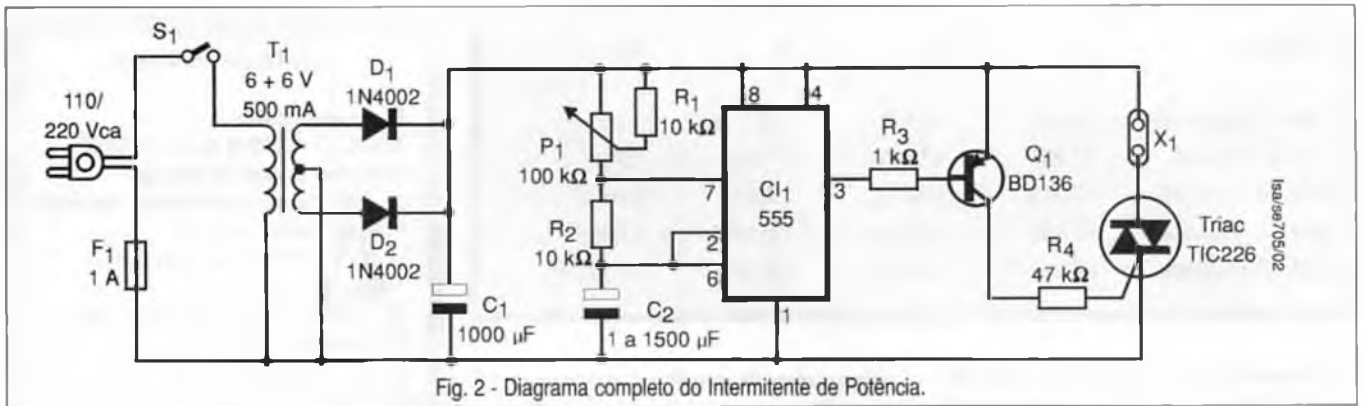 S1
T1
6 + 6 V
500 mA
D1
1N4002
110/
220 Vca
F1
1 A
D2
1N4002
C1
1000 µF
P1
100 kΩ
R1
10 kΩ
R2
10 kΩ
C2
1 a 1500 µF
8
4
7
2
6
3
1
CI1
555
R3
1 kΩ
Q1
BD136
R4
47 kΩ
X1
Triac
TIC226
Isa/se705/02
Fig. 2 - Diagrama completo do Intermitente de Potência.